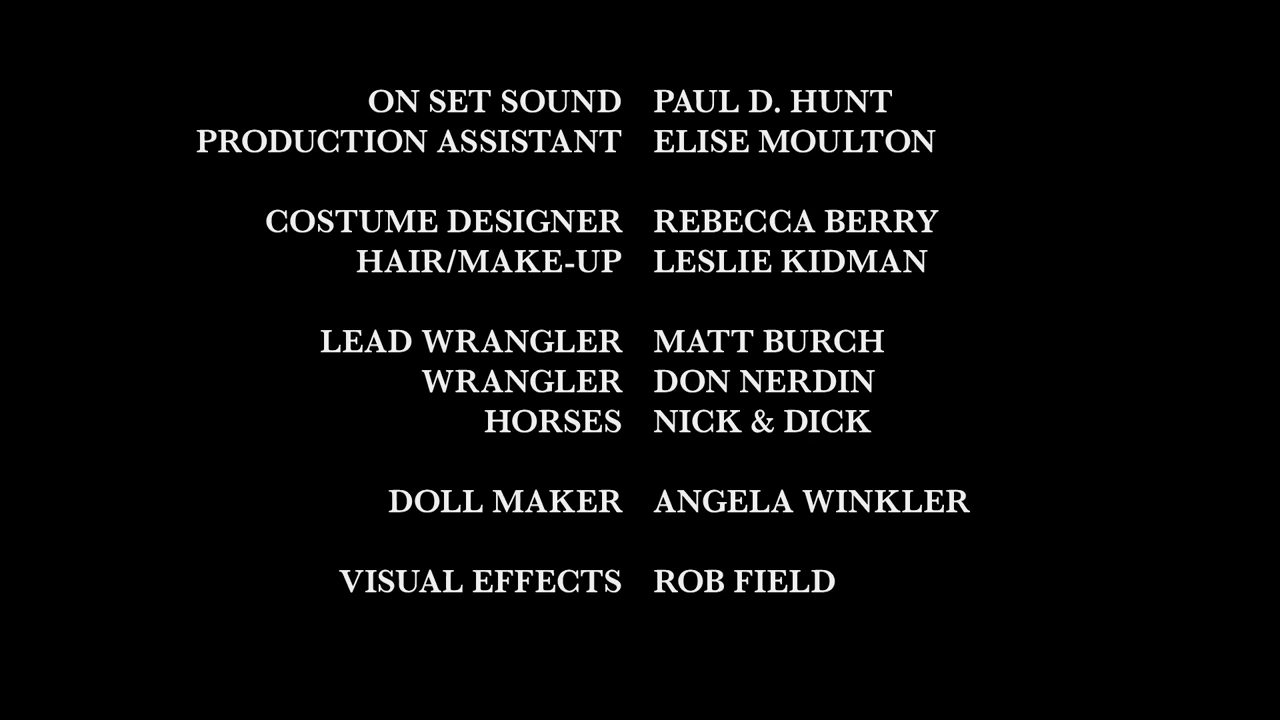 ON SET SOUND PAUL D. HUNT
PRODUCTION ASSISTANT ELISE MOULTON
COSTUME DESIGNER REBECCA BERRY
HAIR/MAKE-UP LESLIE KIDMAN
LEAD WRANGLER MATT BURCH
WRANGLER DON NERDIN
HORSES NICK & DICK
DOLL MAKER ANGELA WINKLER
VISUAL EFFECTS ROB FIELD